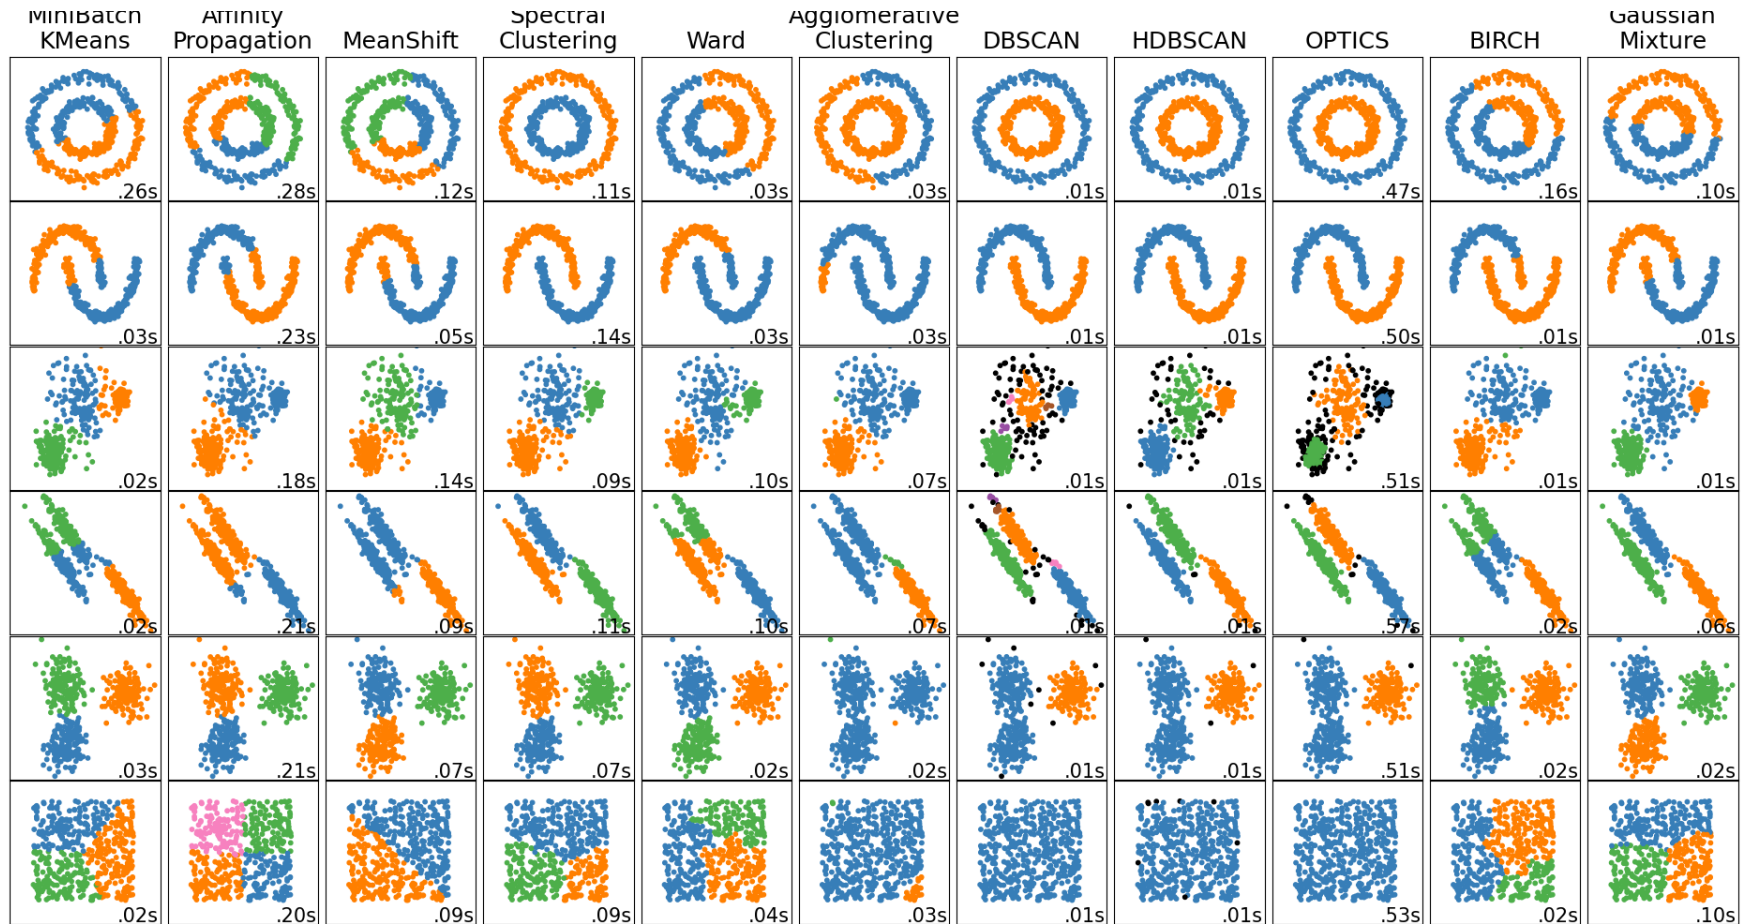 MiniBatch KMeans
Affinity Propagation
MeanShift
Spectral Clustering
Ward
Agglomerative Clustering
DBSCAN
HDBSCAN
OPTICS
BIRCH
Gaussian Mixture
.26s .28s .12s .11s .03s .03s .01s .01s .47s .16s .10s
.03s .23s .05s .14s .03s .03s .01s .01s .50s .01s .01s
.02s .18s .14s .09s .10s .07s .01s .01s .51s .01s .01s
.02s .21s .09s .11s .10s .07s .01s .01s .57s .02s .06s
.03s .21s .07s .07s .02s .02s .01s .01s .51s .02s .02s
.02s .20s .09s .09s .04s .03s .01s .01s .53s .02s .10s